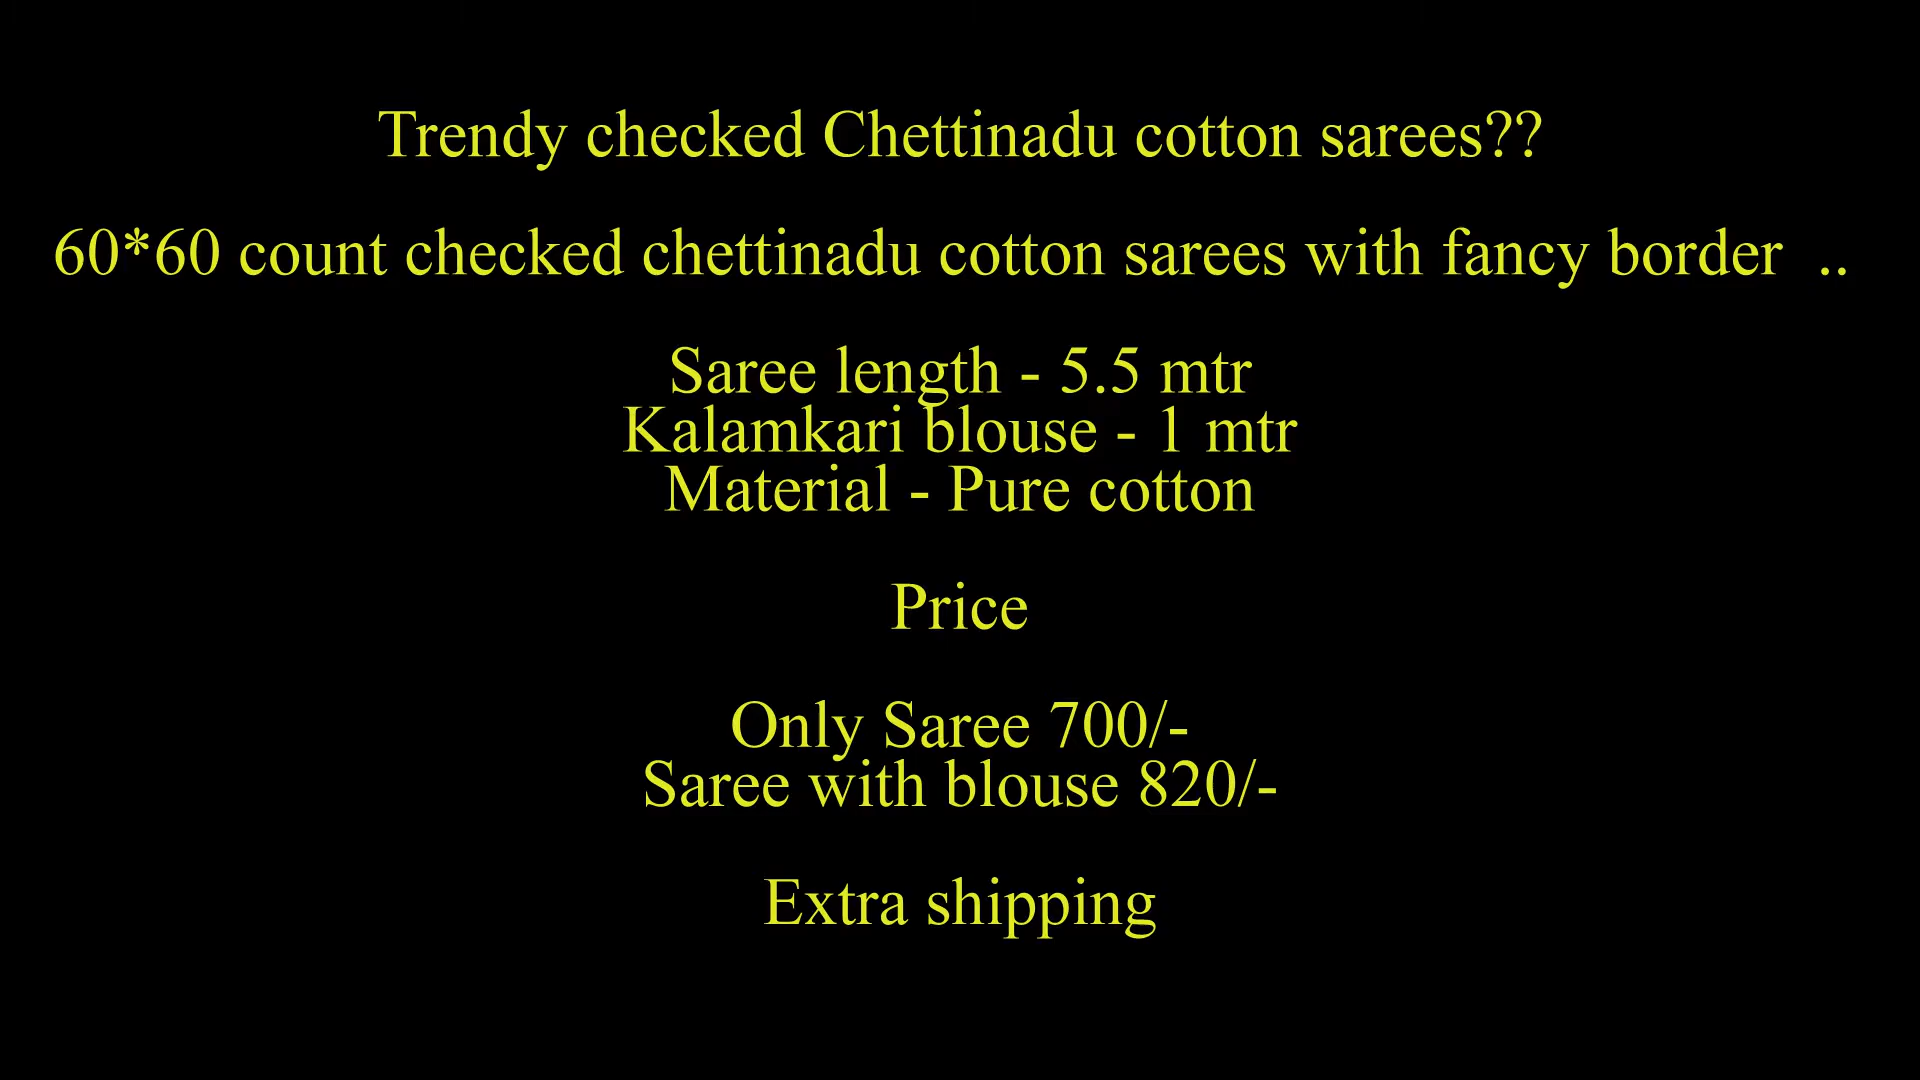 Trendy checked Chettinadu cotton sarees??
60*60 count checked chettinadu cotton sarees with fancy border  ..
Saree length - 5.5 mtr
Kalamkari blouse - 1 mtr
Material - Pure cotton
Price
Only Saree 700/-
Saree with blouse 820/-
Extra shipping